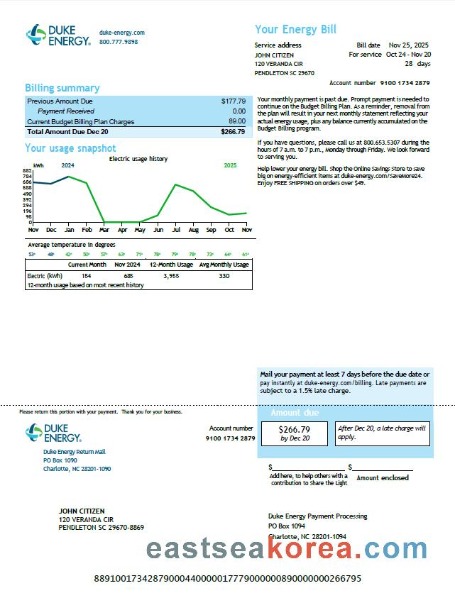 DUKE
ENERGY.
duke-energy.com
800.777.9898
Your Energy Bill
Service address
JOHN CITIZEN
120 VERANDA CIR
PENDLETON SC 29670
Bill date Nov 25, 2025
For service Oct 24 - Nov 20
28 days
Account number 9100 1734 2879
Billing summary
Previous Amount Due $177.79
Payment Received 0.00
Current Budget Billing Plan Charges 89.00
Total Amount Due Dec 20 $266.79
Your monthly payment is past due. Prompt payment is needed to
continue on the Budget Billing Plan. As a reminder, removal from
the plan will result in your next monthly statement reflecting your
actual energy usage, plus any balance currently accumulated on the
Budget Billing program.
If you have questions, please call us at 800.653.5307 during the
hours of 7 a.m. to 7 p.m., Monday through Friday. We look forward
to serving you.
Help lower your energy bill. Shop the Online Savings Store to save
big on energy-efficient items at duke-energy.com/savemore24.
Enjoy FREE SHIPPING on orders over $49.
Your usage snapshot
Electric usage history
kWh 2024 2025
882
784
686
588
490
392
294
196
98
0
Nov Dec Jan Feb Mar Apr May Jun Jul Aug Sep Oct Nov
Average temperature in degrees
Current Month Nov 2024 12-Month Usage Avg Monthly Usage
Electric (kWh) 164 688 3,958 330
12-month usage based on most recent history
Mail your payment at least 7 days before the due date or
pay instantly at duke-energy.com/billing. Late payments are
subject to a 1.5% late charge.
Please return this portion with your payment. Thank you for your business.
Amount due
DUKE
ENERGY.
Account number
9100 1734 2879
$266.79
by Dec 20
After Dec 20, a late charge will
apply.
Duke Energy Return Mail
PO Box 1090
Charlotte, NC 28201-1090
$ $
Add here, to help others with a
contribution to Share the Light
Amount enclosed
JOHN CITIZEN
120 VERANDA CIR
PENDLETON SC 29670-8869
Duke Energy Payment Processing
PO Box 1094
Charlotte, NC 28201-1094
eastseakorea.com
88910017342879000440000017779000000890000000266795